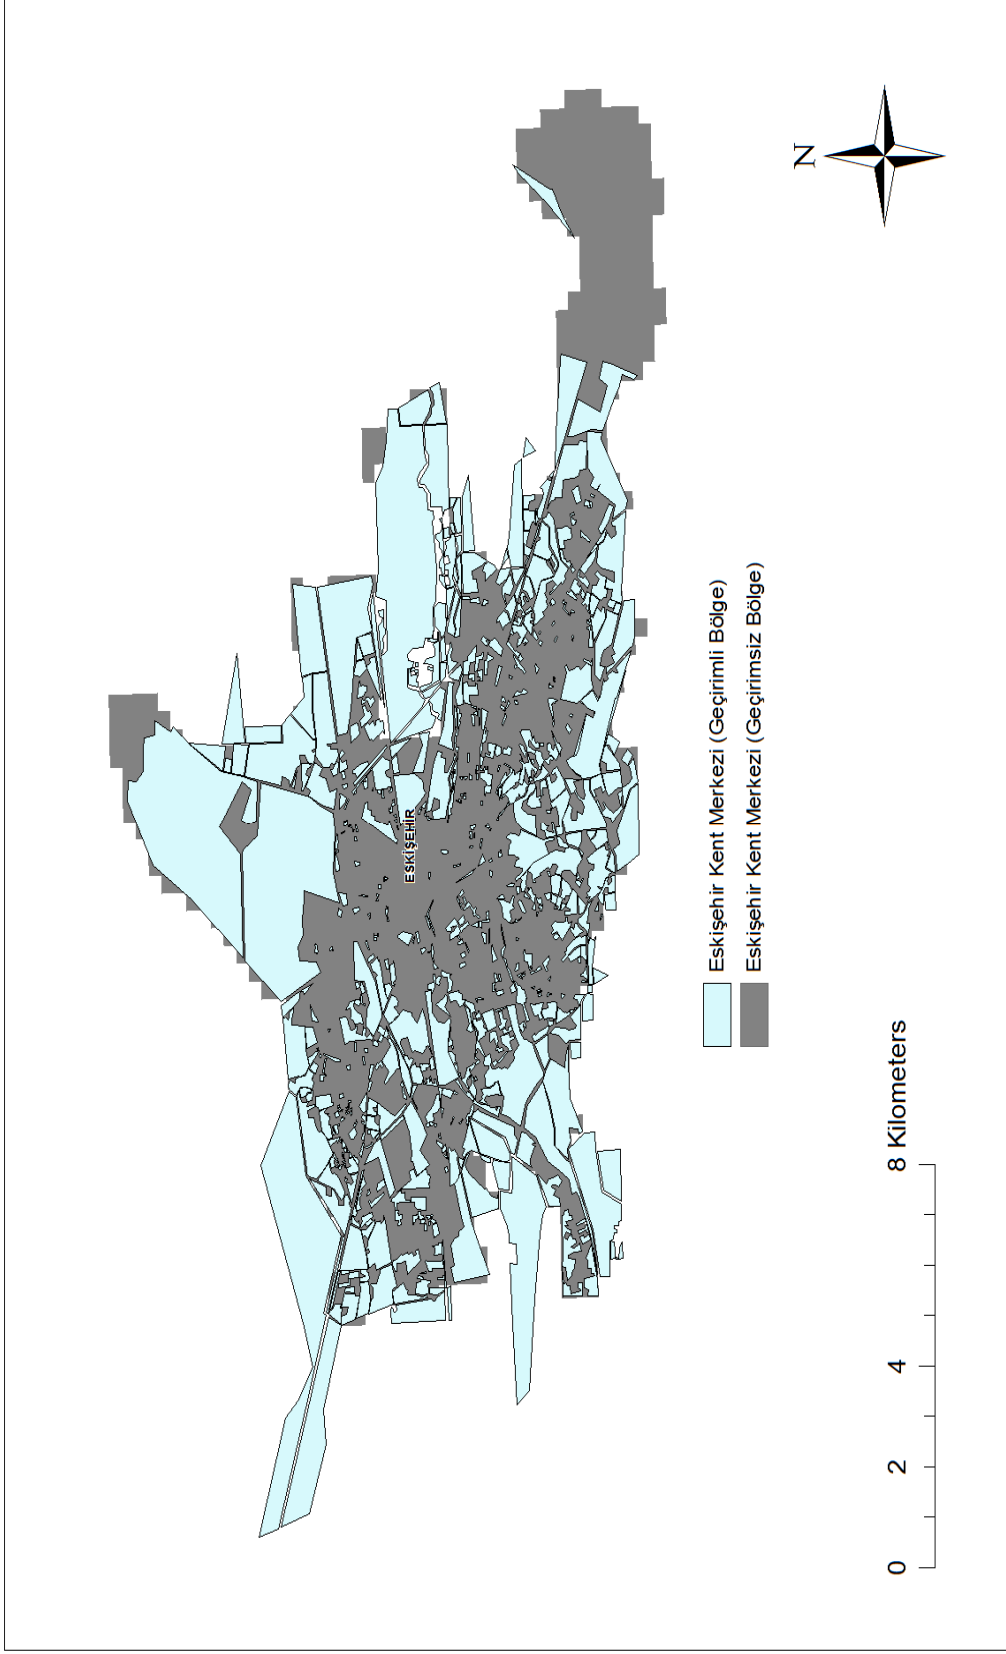 N
ESKİŞEHİR
Eskişehir Kent Merkezi (Geçirimli Bölge)
Eskişehir Kent Merkezi (Geçirimsiz Bölge)
0 2 4 8 Kilometers